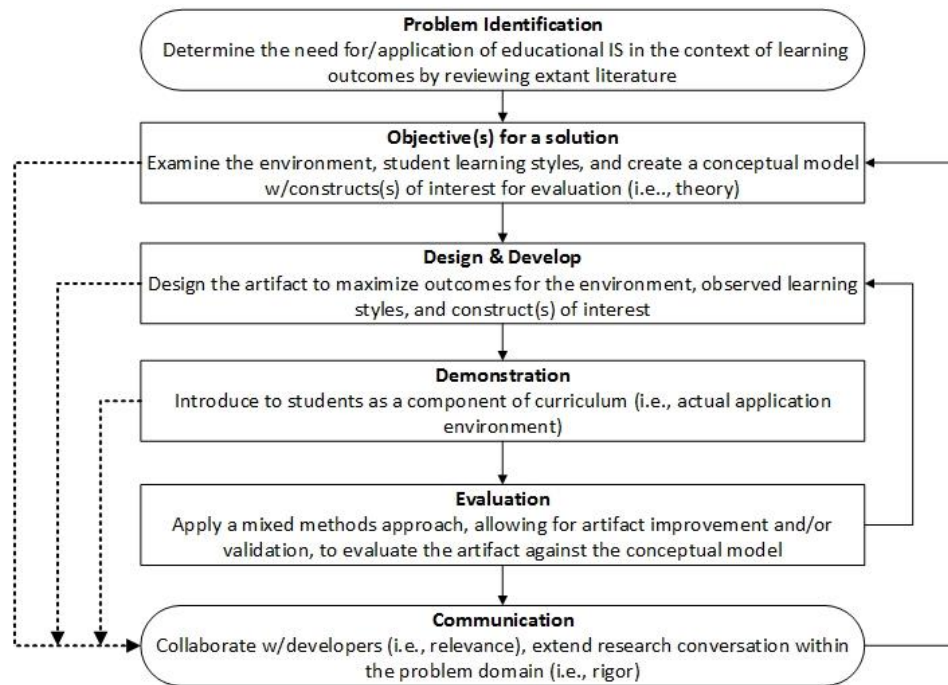 Problem Identification
Determine the need for/application of educational IS in the context of learning
outcomes by reviewing extant literature
Objective(s) for a solution
Examine the environment, student learning styles, and create a conceptual model
w/constructs(s) of interest for evaluation (i.e.., theory)
Design & Develop
Design the artifact to maximize outcomes for the environment, observed learning
styles, and construct(s) of interest
Demonstration
Introduce to students as a component of curriculum (i.e., actual application
environment)
Evaluation
Apply a mixed methods approach, allowing for artifact improvement and/or
validation, to evaluate the artifact against the conceptual model
Communication
Collaborate w/developers (i.e., relevance), extend research conversation within
the problem domain (i.e., rigor)